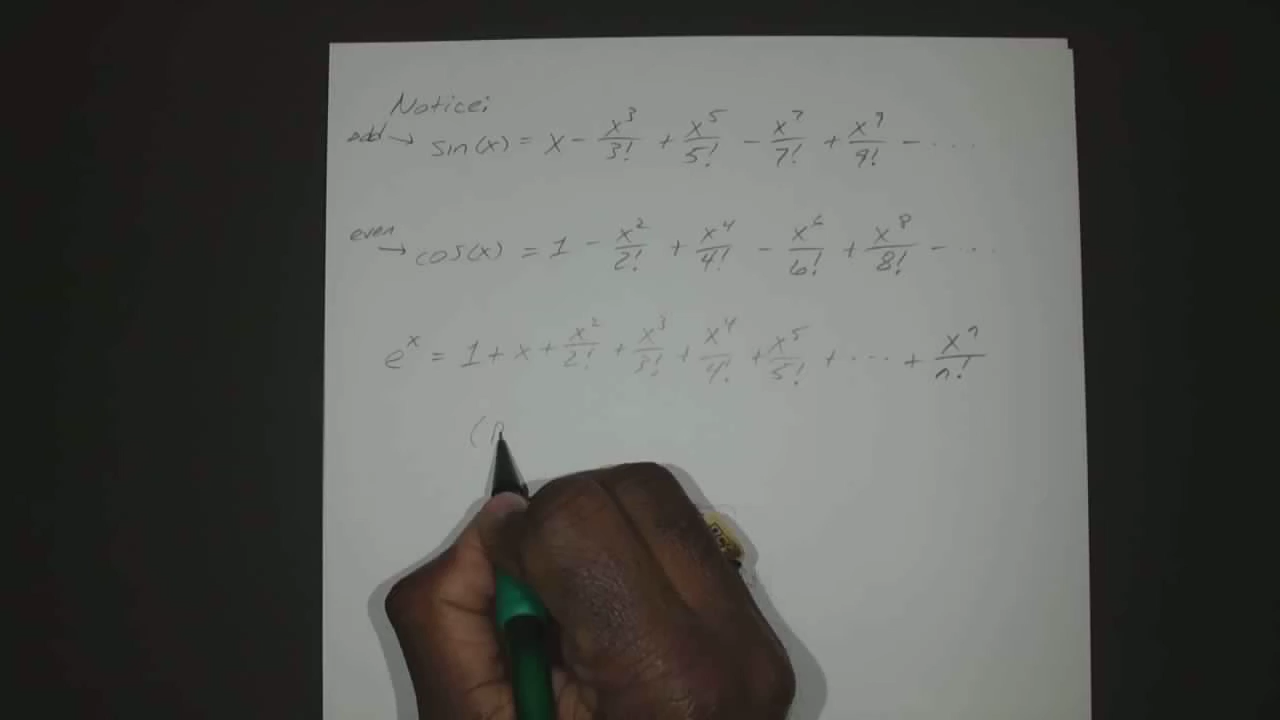 Notice:
odd → sin(x) = x - x³/3! + x⁵/5! - x⁷/7! + x⁹/9! - ....
even → cos(x) = 1 - x²/2! + x⁴/4! - x⁶/6! + x⁸/8! - ...
eˣ = 1 + x + x²/2! + x³/3! + x⁴/4! + x⁵/5! + ... + xⁿ/n!
(